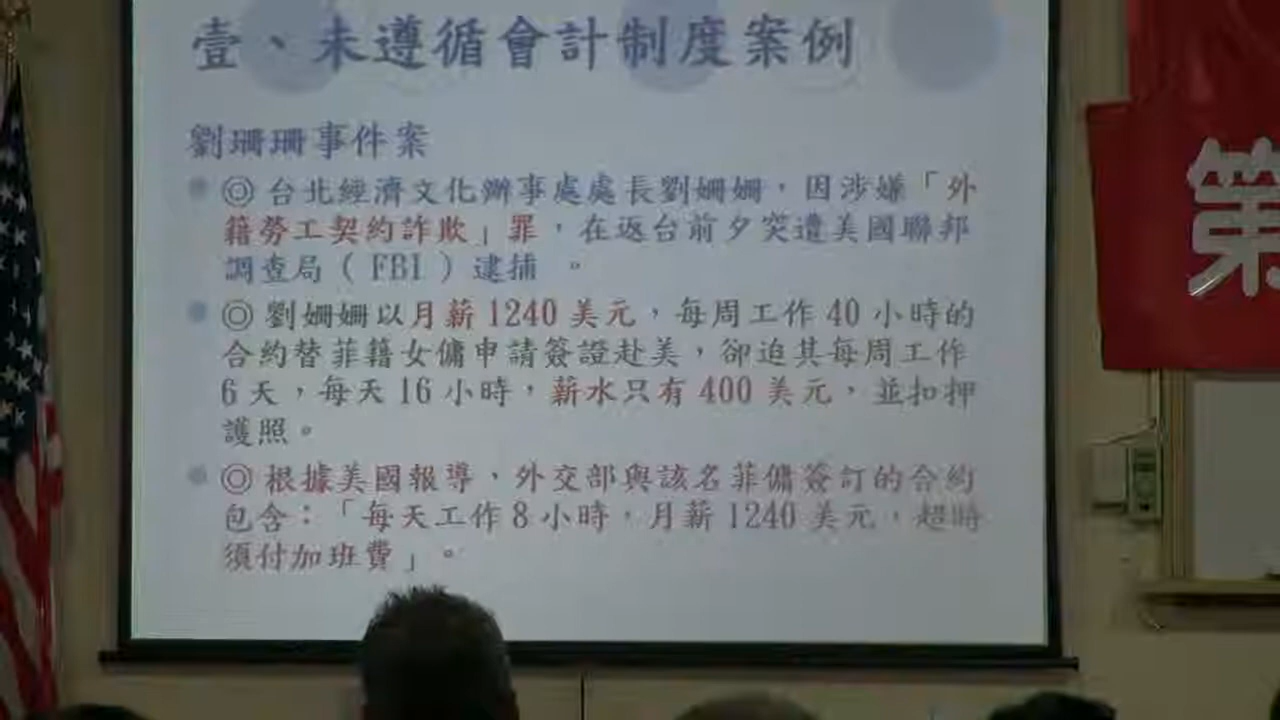 壹、未遵循會計制度案例
劉珊珊事件案
◎台北經濟文化辦事處處長劉姍姍，因涉嫌「外
籍勞工契約詐欺」罪，在返台前夕突遭美國聯邦
調查局(FBI)逮捕 。
◎劉姍姍以月薪1240美元，每周工作40小時的
合約替菲籍女傭申請簽證赴美，卻迫其每周工作
6天，每天16小時，薪水只有400美元，並扣押
護照。
◎根據美國報導，外交部與該名菲傭簽訂的合約
包含：「每天工作8小時，月薪1240美元，超時
須付加班費」。
第